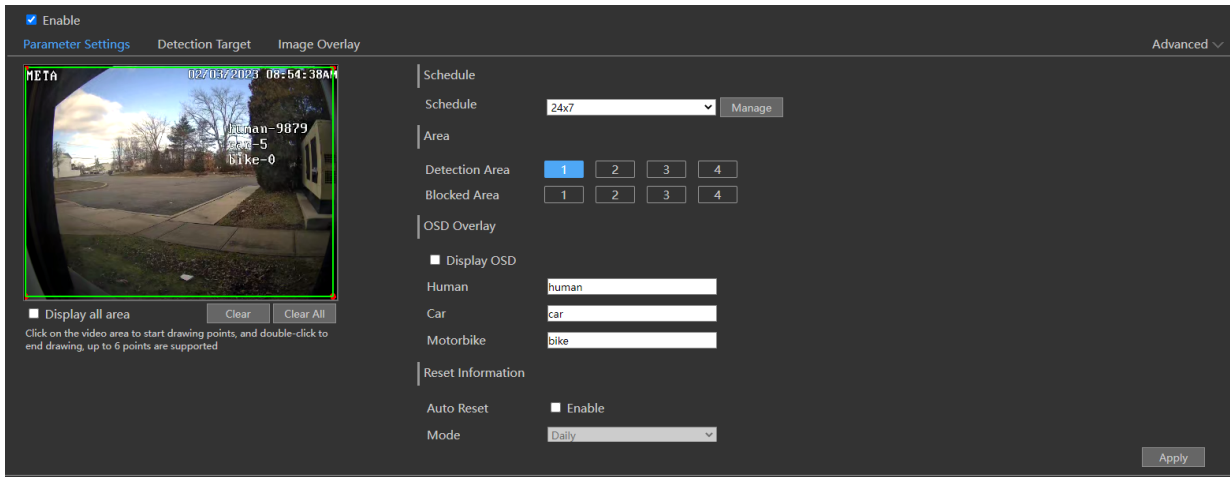 Enable
Parameter Settings Detection Target Image Overlay Advanced
META 02/03/2023 08:54:38AM
human-9879
car-5
bike-0
Display all area Clear Clear All
Click on the video area to start drawing points, and double-click to
end drawing, up to 6 points are supported
Schedule
Schedule 24x7 Manage
Area
Detection Area 1 2 3 4
Blocked Area 1 2 3 4
OSD Overlay
Display OSD
Human human
Car car
Motorbike bike
Reset Information
Auto Reset Enable
Mode Daily
Apply